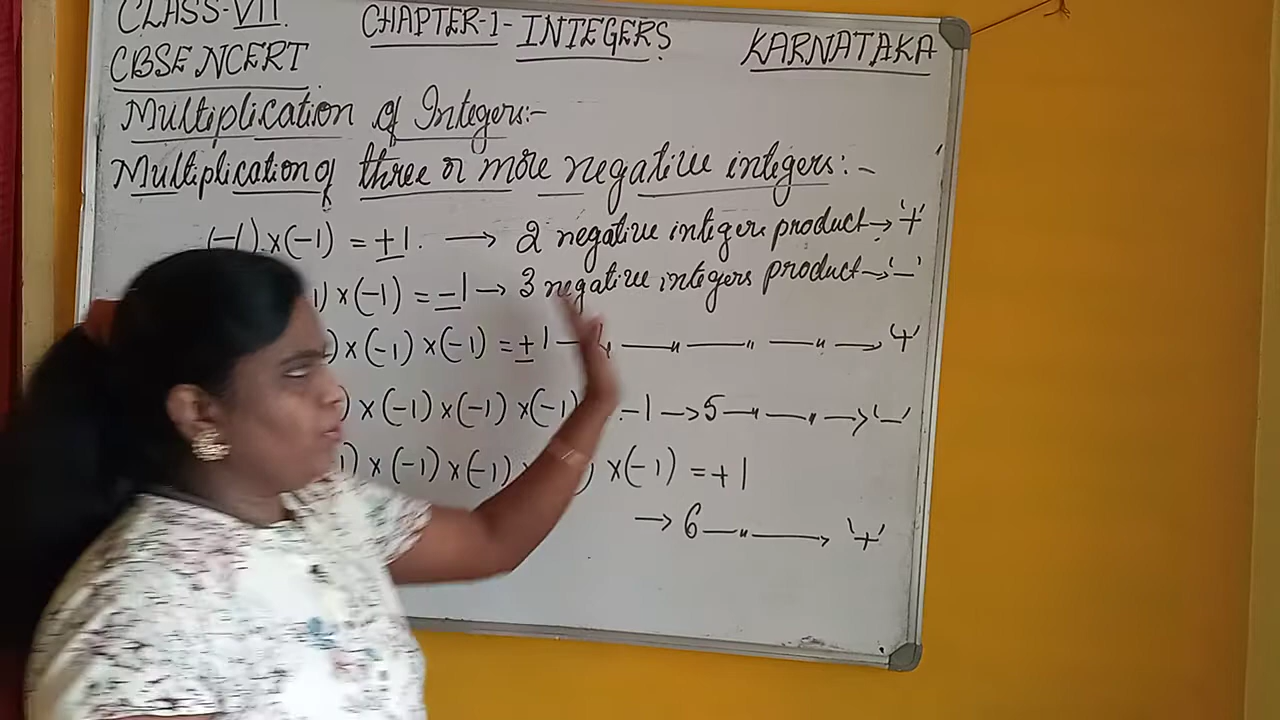 CLASS-VII. CHAPTER-1- INTEGERS.
CBSE NCERT KARNATAKA
Multiplication of Integers:-
Multiplication of three or more negative integers:-
(-1) x (-1) = +1. → 2 negative integers product → '+'
1) x (-1) = -1 → 3 negative integers product → '-'
) x (-1) x (-1) = +1 — " — " — " → '+'
) x (-1) x (-1) x (-1) -1 → 5 — " — " → '-'
1) x (-1) x (-1) x ) x (-1) = +1
→ 6 — " → '+'